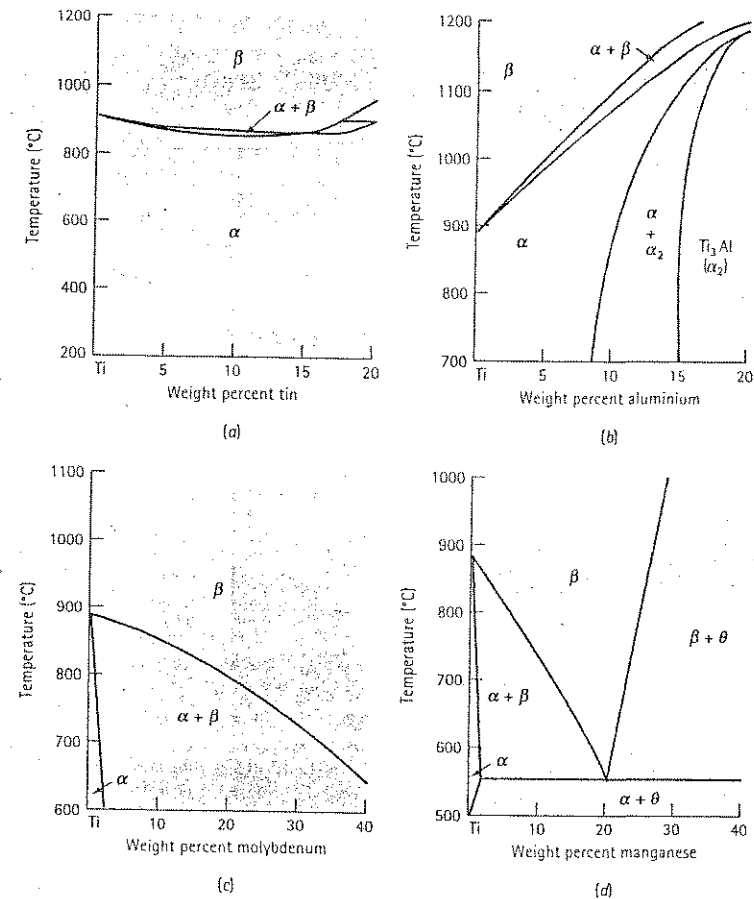 1200
1000
800
600
400
200
Temperature (°C)
β
α + β
α
Ti
5
10
15
20
Weight percent tin
(a)
1200
1100
1000
900
800
700
Temperature (°C)
β
α + β
α
α
+
α₂
Ti₃Al
(α₂)
Ti
5
10
15
20
Weight percent aluminium
(b)
1100
1000
900
800
700
600
Temperature (°C)
β
α + β
α
Ti
10
20
30
40
Weight percent molybdenum
(c)
1000
900
800
700
600
500
Temperature (°C)
β
β + θ
α + β
α
α + θ
Ti
10
20
30
40
Weight percent manganese
(d)